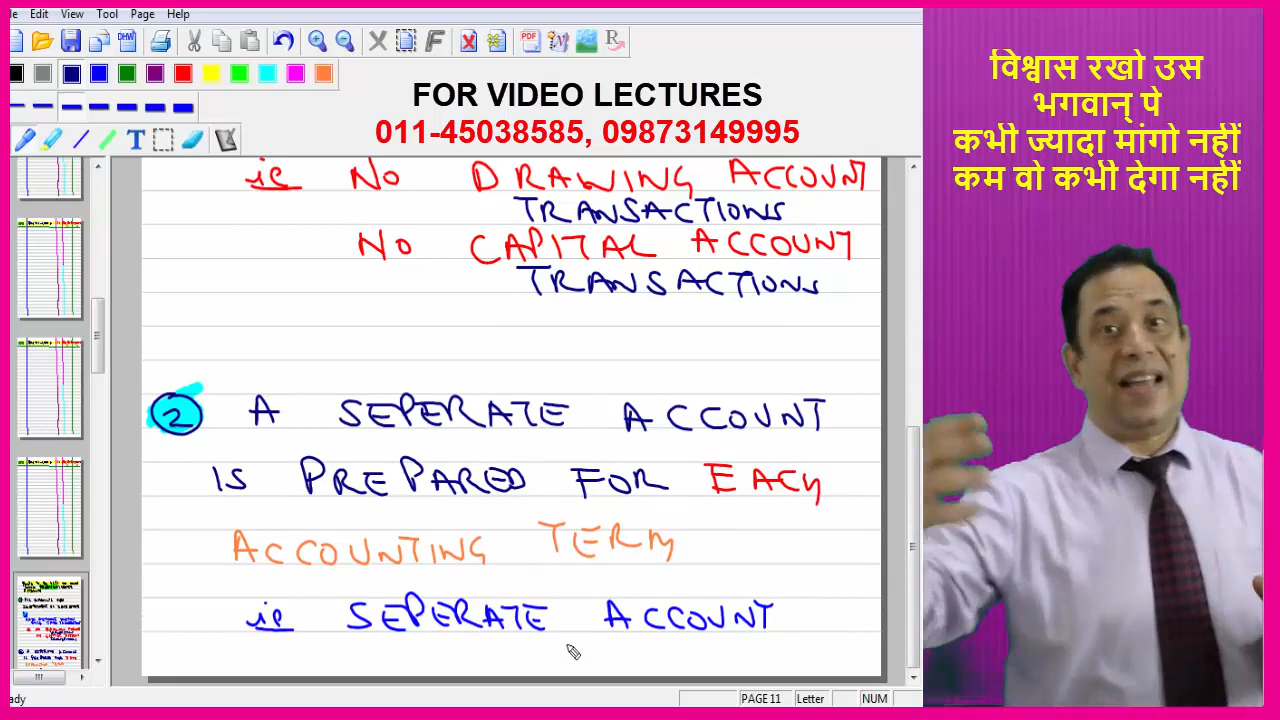 le Edit View Tool Page Help
FOR VIDEO LECTURES
011-45038585, 09873149995
ie No DRAWING ACCOUNT
TRANSACTIONS
No CAPITAL ACCOUNT
TRANSACTIONS
2 A SEPERATE ACCOUNT
IS PREPARED FOR EACH
ACCOUNTING TERM
ie SEPERATE ACCOUNT
ady PAGE 11 Letter NUM
विश्वास रखो उस
भगवान् पे
कभी ज्यादा मांगो नहीं
कम वो कभी देगा नहीं